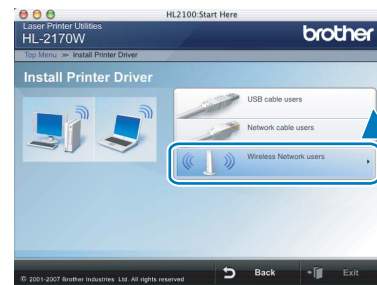 HL2100:Start Here
Laser Printer Utilities
HL-2170W
brother
Top Menu ≫ Install Printer Driver
Install Printer Driver
USB cable users
Network cable users
Wireless Network users
© 2001-2007 Brother Industries Ltd. All rights reserved
Back
Exit